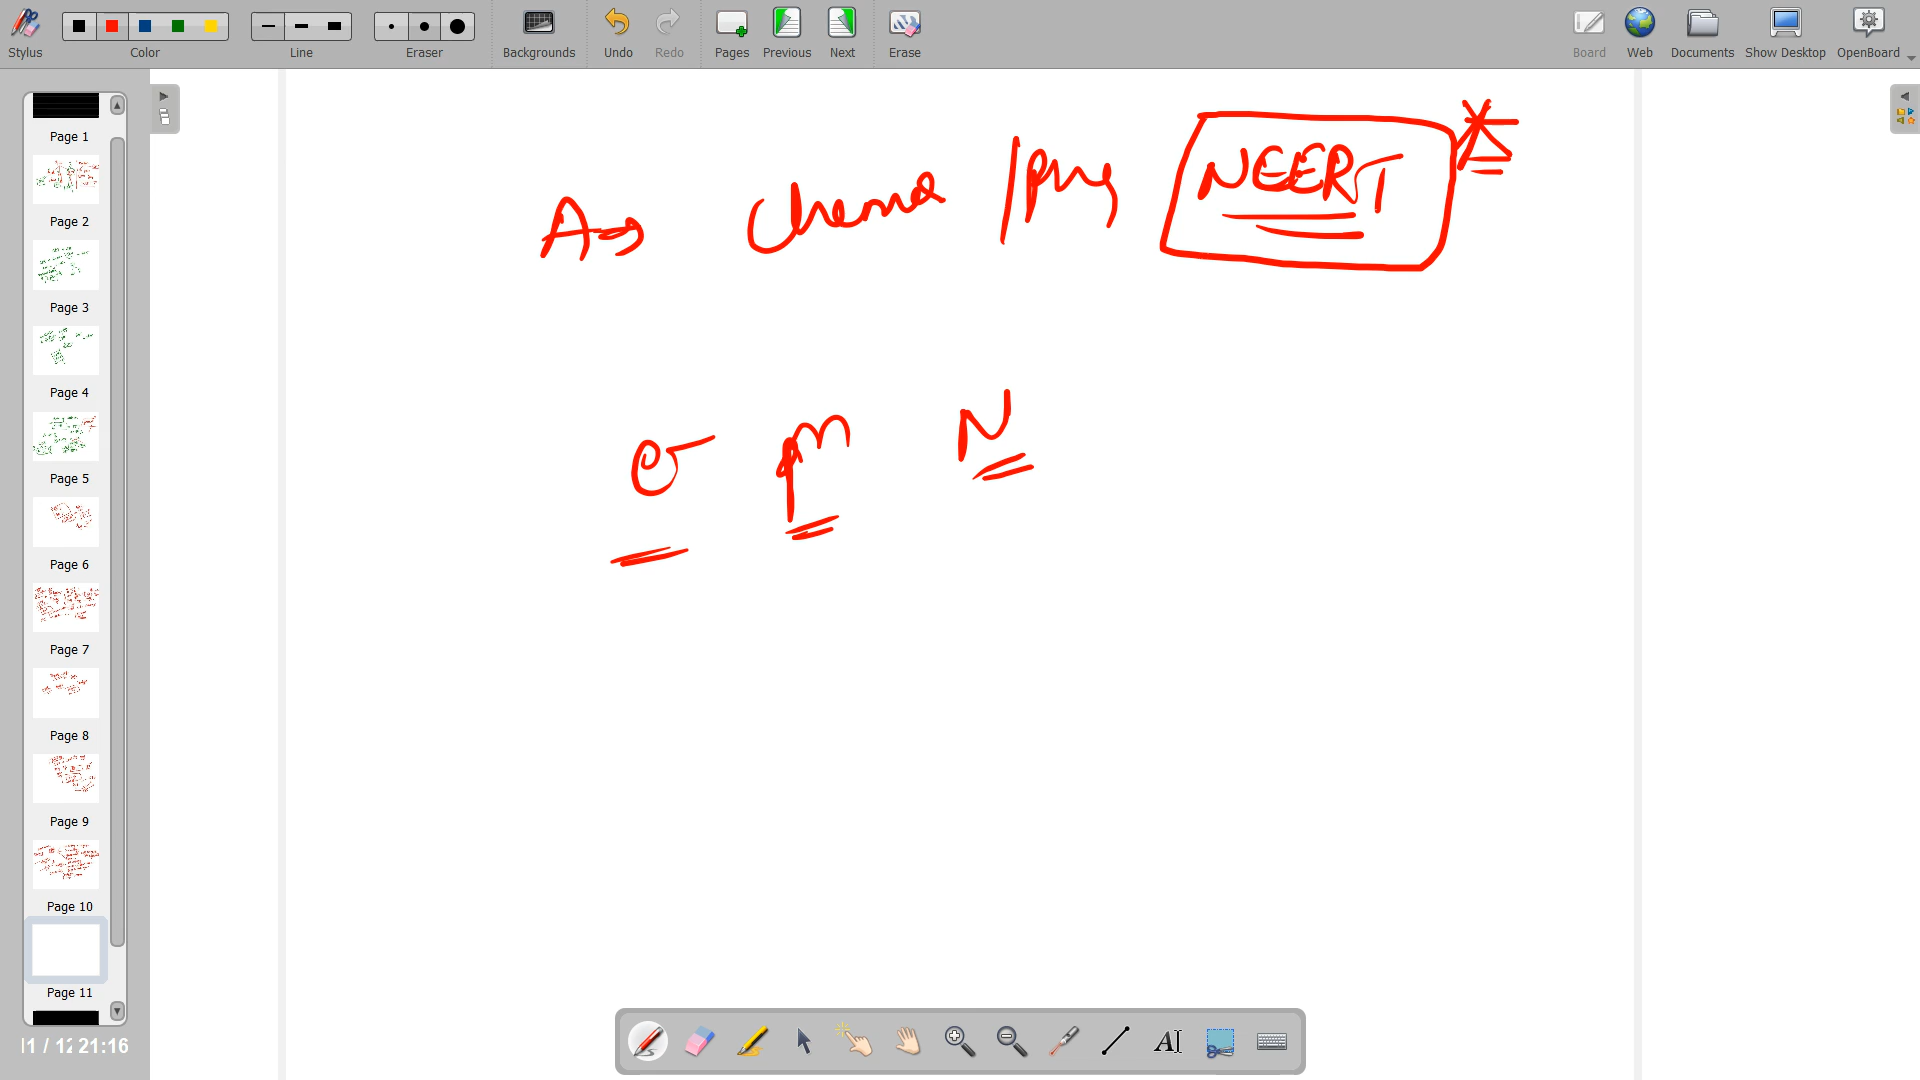 Stylus Color Line Eraser Backgrounds Undo Redo Pages Previous Next Erase Board Web Documents Show Desktop OpenBoard
Page 1
Page 2
Page 3
Page 4
Page 5
Page 6
Page 7
Page 8
Page 9
Page 10
Page 11
11 / 12 21:16
NCERT
e⁻ p N